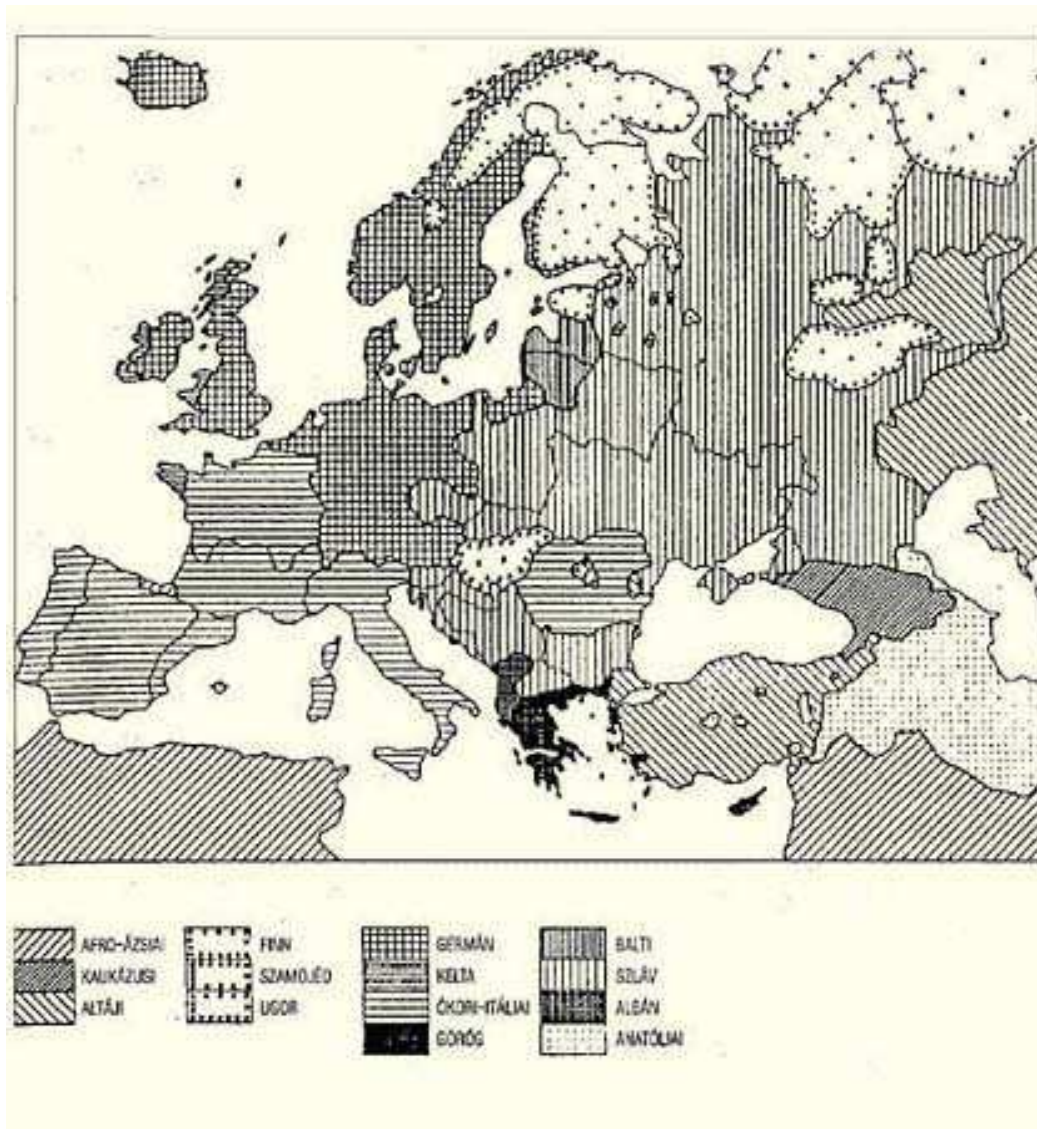 AFRO-ÁZSIAI
KAUKÁZUSI
ALTÁJI
FINN
SZAMOJÉD
UGOR
GERMÁN
KELTA
ÓKORI-ITÁLIAI
GÖRÖG
BALTI
SZLÁV
ALBÁN
ANATÓLIAI